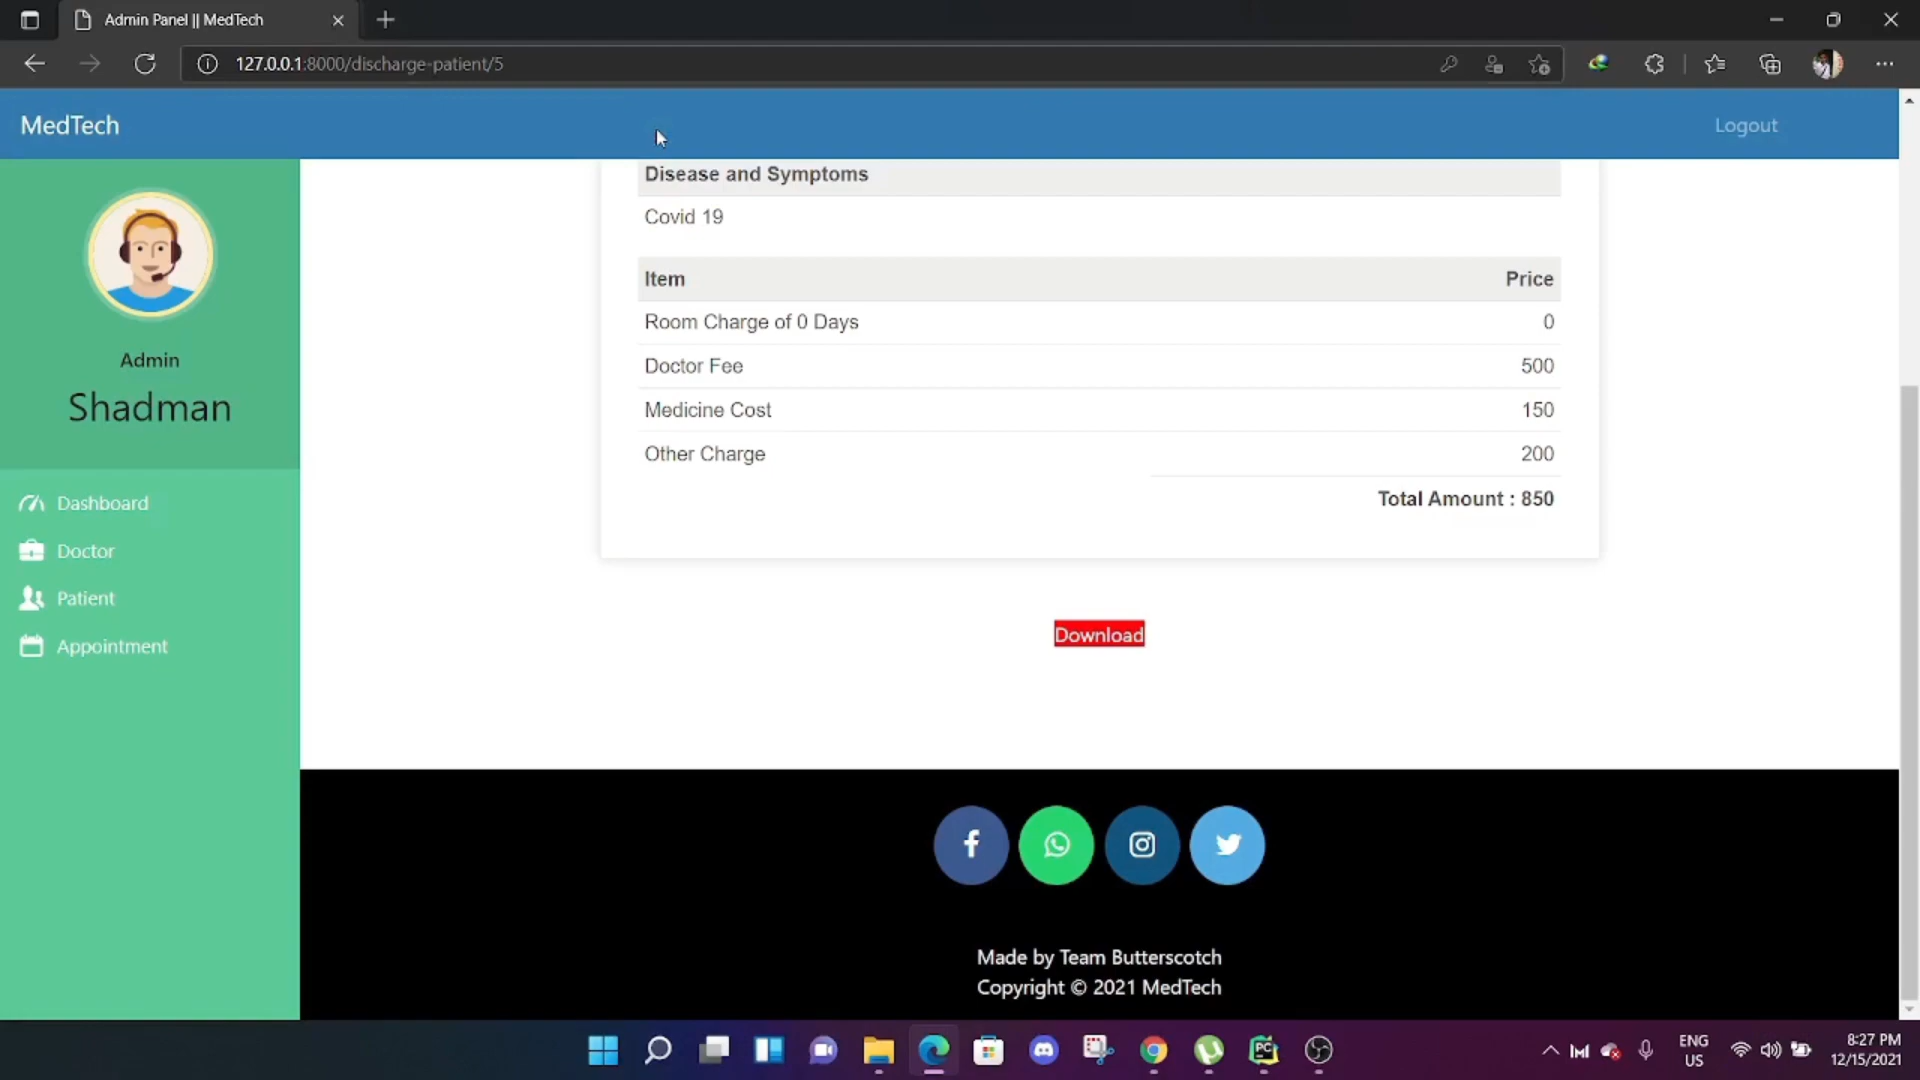 Admin Panel || MedTech
127.0.0.1:8000/discharge-patient/5
MedTech
Logout
Admin
Shadman
Dashboard
Doctor
Patient
Appointment
Disease and Symptoms
Covid 19
Item Price
Room Charge of 0 Days 0
Doctor Fee 500
Medicine Cost 150
Other Charge 200
Total Amount : 850
Download
Made by Team Butterscotch
Copyright © 2021 MedTech
PC
ENG
US
8:27 PM
12/15/2021